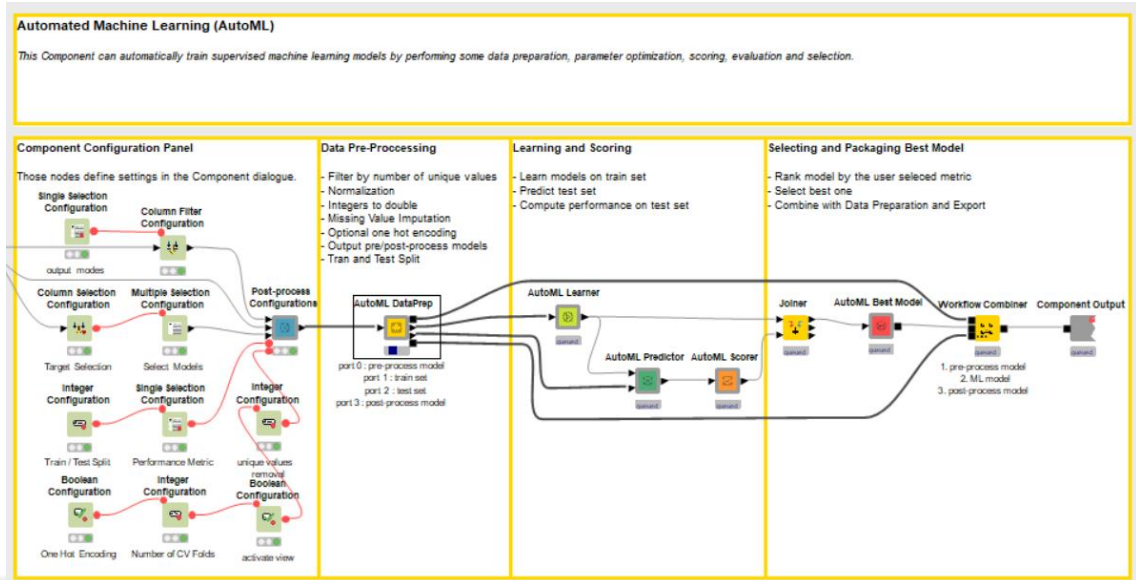 Automated Machine Learning (AutoML)
This Component can automatically train supervised machine learning models by performing some data preparation, parameter optimization, scoring, evaluation and selection.
Component Configuration Panel
Those nodes define settings in the Component dialogue.
Single Selection
Configuration
output modes
Column Filter
Configuration
Column Selection
Configuration
Target Selection
Multiple Selection
Configuration
Select Models
Post-process
Configurations
Integer
Configuration
Train / Test Split
Single Selection
Configuration
Performance Metric
Integer
Configuration
unique values
removal
Boolean
Configuration
One Hot Encoding
Integer
Configuration
Number of CV Folds
Boolean
Configuration
activate view
Data Pre-Proccessing
- Filter by number of unique values
- Normalization
- Integers to double
- Missing Value Imputation
- Optional one hot encoding
- Output pre/post-process models
- Tran and Test Split
AutoML DataPrep
port 0 : pre-process model
port 1 : train set
port 2 : test set
port 3 : post-process model
Learning and Scoring
- Learn models on train set
- Predict test set
- Compute performance on test set
AutoML Learner
queued
AutoML Predictor
queued
AutoML Scorer
queued
Selecting and Packaging Best Model
- Rank model by the user seleced metric
- Select best one
- Combine with Data Preparation and Export
Joiner
queued
AutoML Best Model
queued
Workflow Combiner
queued
1. pre-process model
2. ML model
3. post-process model
Component Output
queued